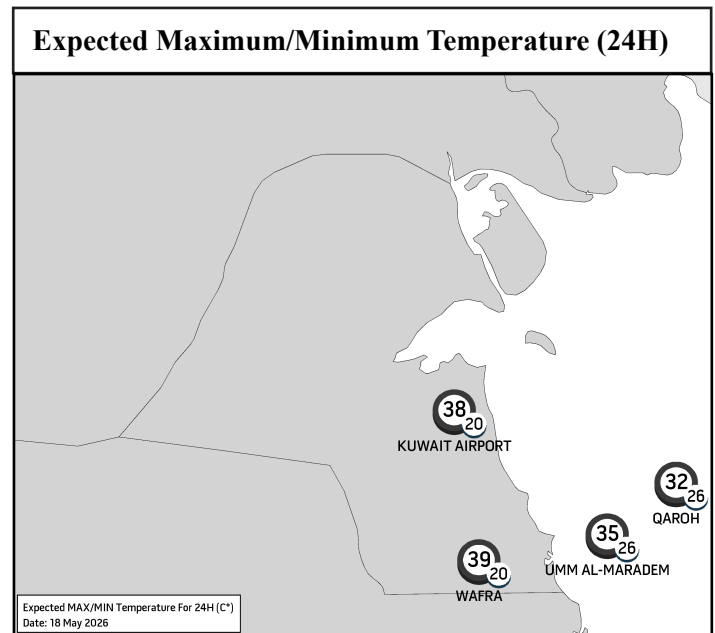 Expected Maximum/Minimum Temperature (24H)
38
20
KUWAIT AIRPORT
32
26
QAROH
35
26
UMM AL-MARADEM
39
20
WAFRA
Expected MAX/MIN Temperature For 24H (C°)
Date: 18 May 2026